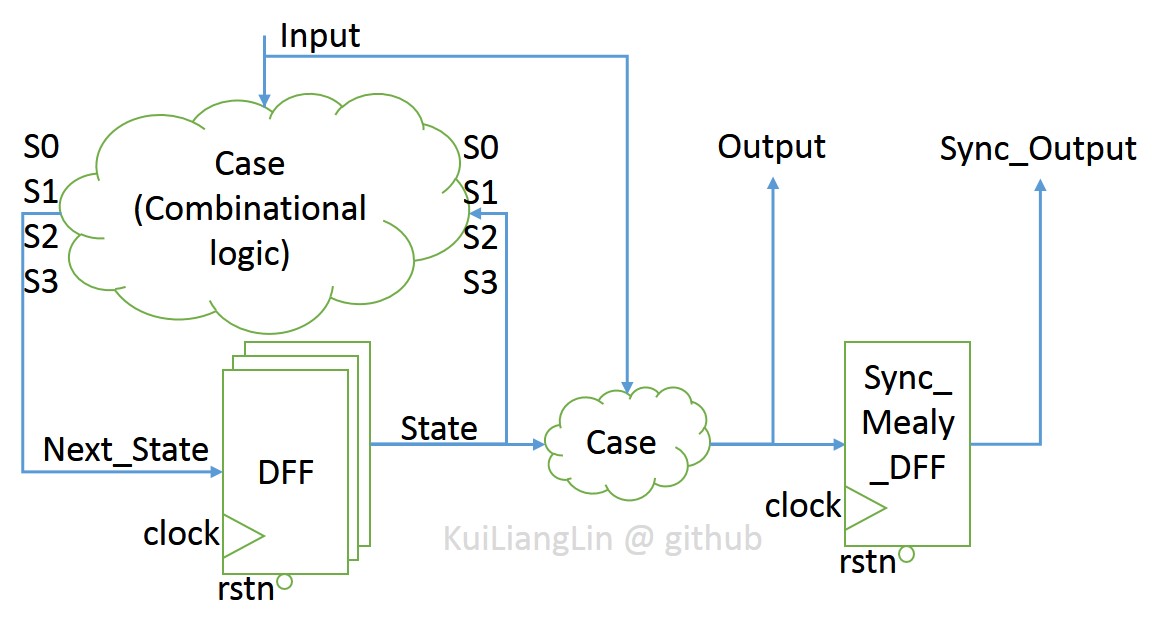 Input
S0
S1
S2
S3
Case
(Combinational
logic)
S0
S1
S2
S3
Output
Sync_Output
Next_State
DFF
clock
rstn
State
Case
Sync_
Mealy
_DFF
clock
rstn
KuiLiangLin @ github